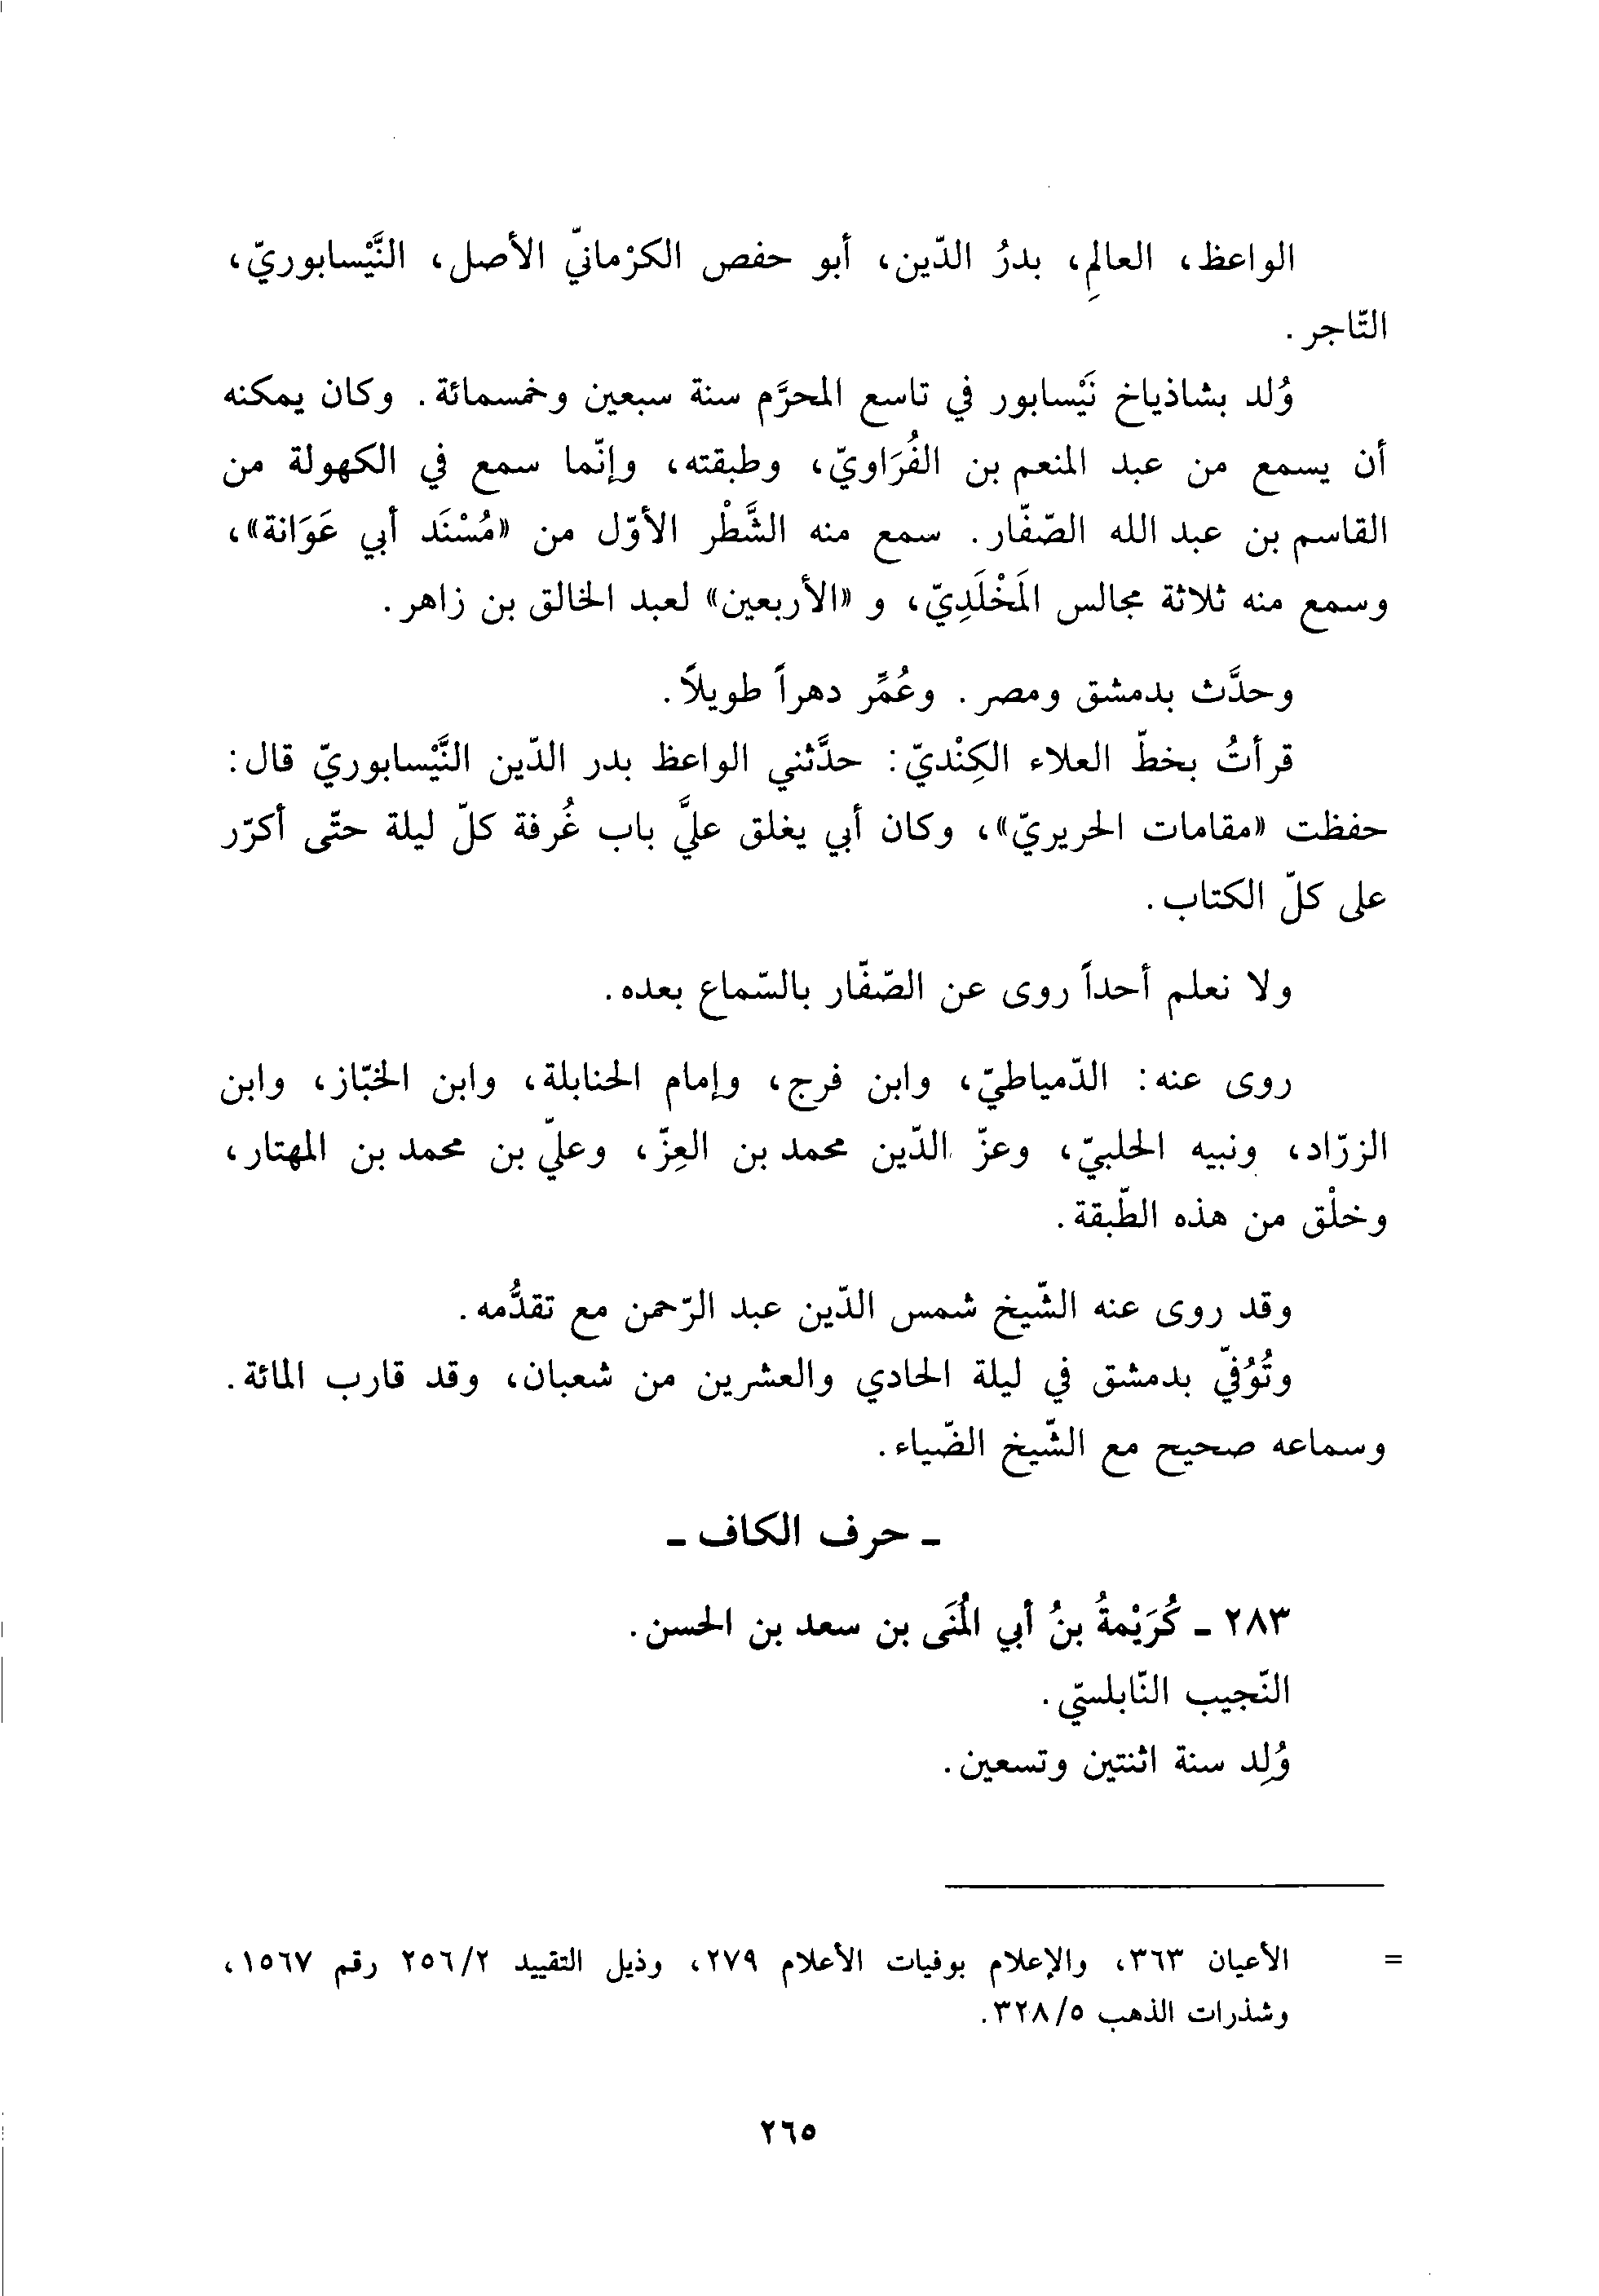 الواعظ، العالمِ، بدرُ الدّين، أبو حفص الكرْمانيّ الأصل، النَّيْسابوريّ،
التّاجر.
وُلد بشاذياخ نَيْسابور في تاسع المحرَّم سنة سبعين وخمسمائة. وكان يمكنه
أن يسمع من عبد المنعم بن الفُرَاويّ، وطبقته، وإنّما سمع في الكهولة من
القاسم بن عبد الله الصّفّار. سمع منه الشَّطْر الأوّل من «مُسْنَد أبي عَوَانة»،
وسمع منه ثلاثة مجالس المَخْلَدِيّ، و «الأربعين» لعبد الخالق بن زاهر.
وحدَّث بدمشق ومصر. وعُمِّر دهراً طويلاً.
قرأتُ بخطّ العلاء الكِنْديّ: حدَّثني الواعظ بدر الدّين النَّيْسابوريّ قال:
حفظت «مقامات الحريريّ»، وكان أبي يغلق عليَّ باب غُرفة كلّ ليلة حتّى أكرّر
على كلّ الكتاب.
ولا نعلم أحداً روى عن الصّفّار بالسّماع بعده.
روى عنه: الدّمياطيّ، وابن فرج، وإمام الحنابلة، وابن الخبّاز، وابن
الزرّاد، ونبيه الحلبيّ، وعزّ الدّين محمد بن العِزّ، وعليّ بن محمد بن المهتار،
وخلْق من هذه الطّبقة.
وقد روى عنه الشّيخ شمس الدّين عبد الرّحمن مع تقدُّمه.
وتُوُفّي بدمشق في ليلة الحادي والعشرين من شعبان، وقد قارب المائة.
وسماعه صحيح مع الشّيخ الضّياء.
ـ حرف الكاف ـ
٢٨٣ ـ كُرَيْمةُ بنُ أبي المُنَى بن سعد بن الحسن.
النّجيب النّابلسيّ.
وُلِد سنة اثنتين وتسعين.
= الأعيان ٣٦٣، والإعلام بوفيات الأعلام ٢٧٩، وذيل التقييد ٢٥٦/٢ رقم ١٥٦٧،
وشذرات الذهب ٣٢٨/٥.
٢٦٥